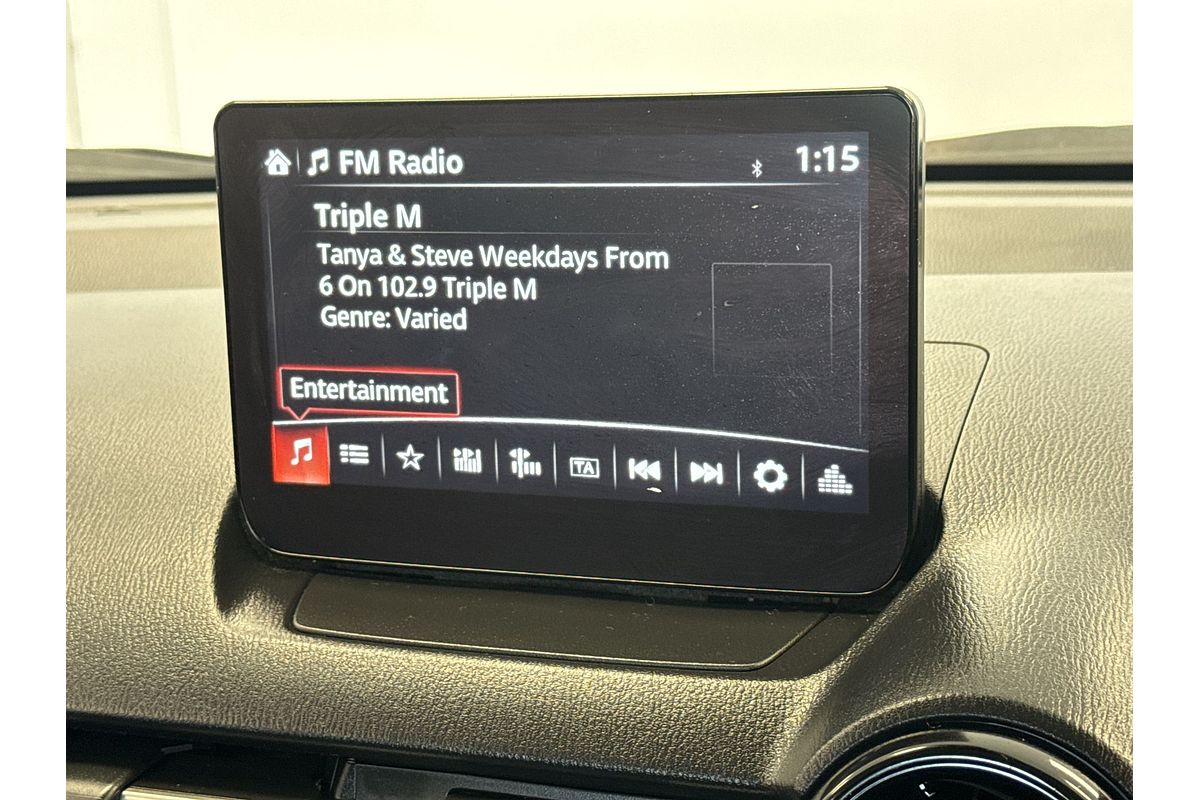 FM Radio 1:15
Triple M
Tanya & Steve Weekdays From
6 On 102.9 Triple M
Genre: Varied
Entertainment
TA
L